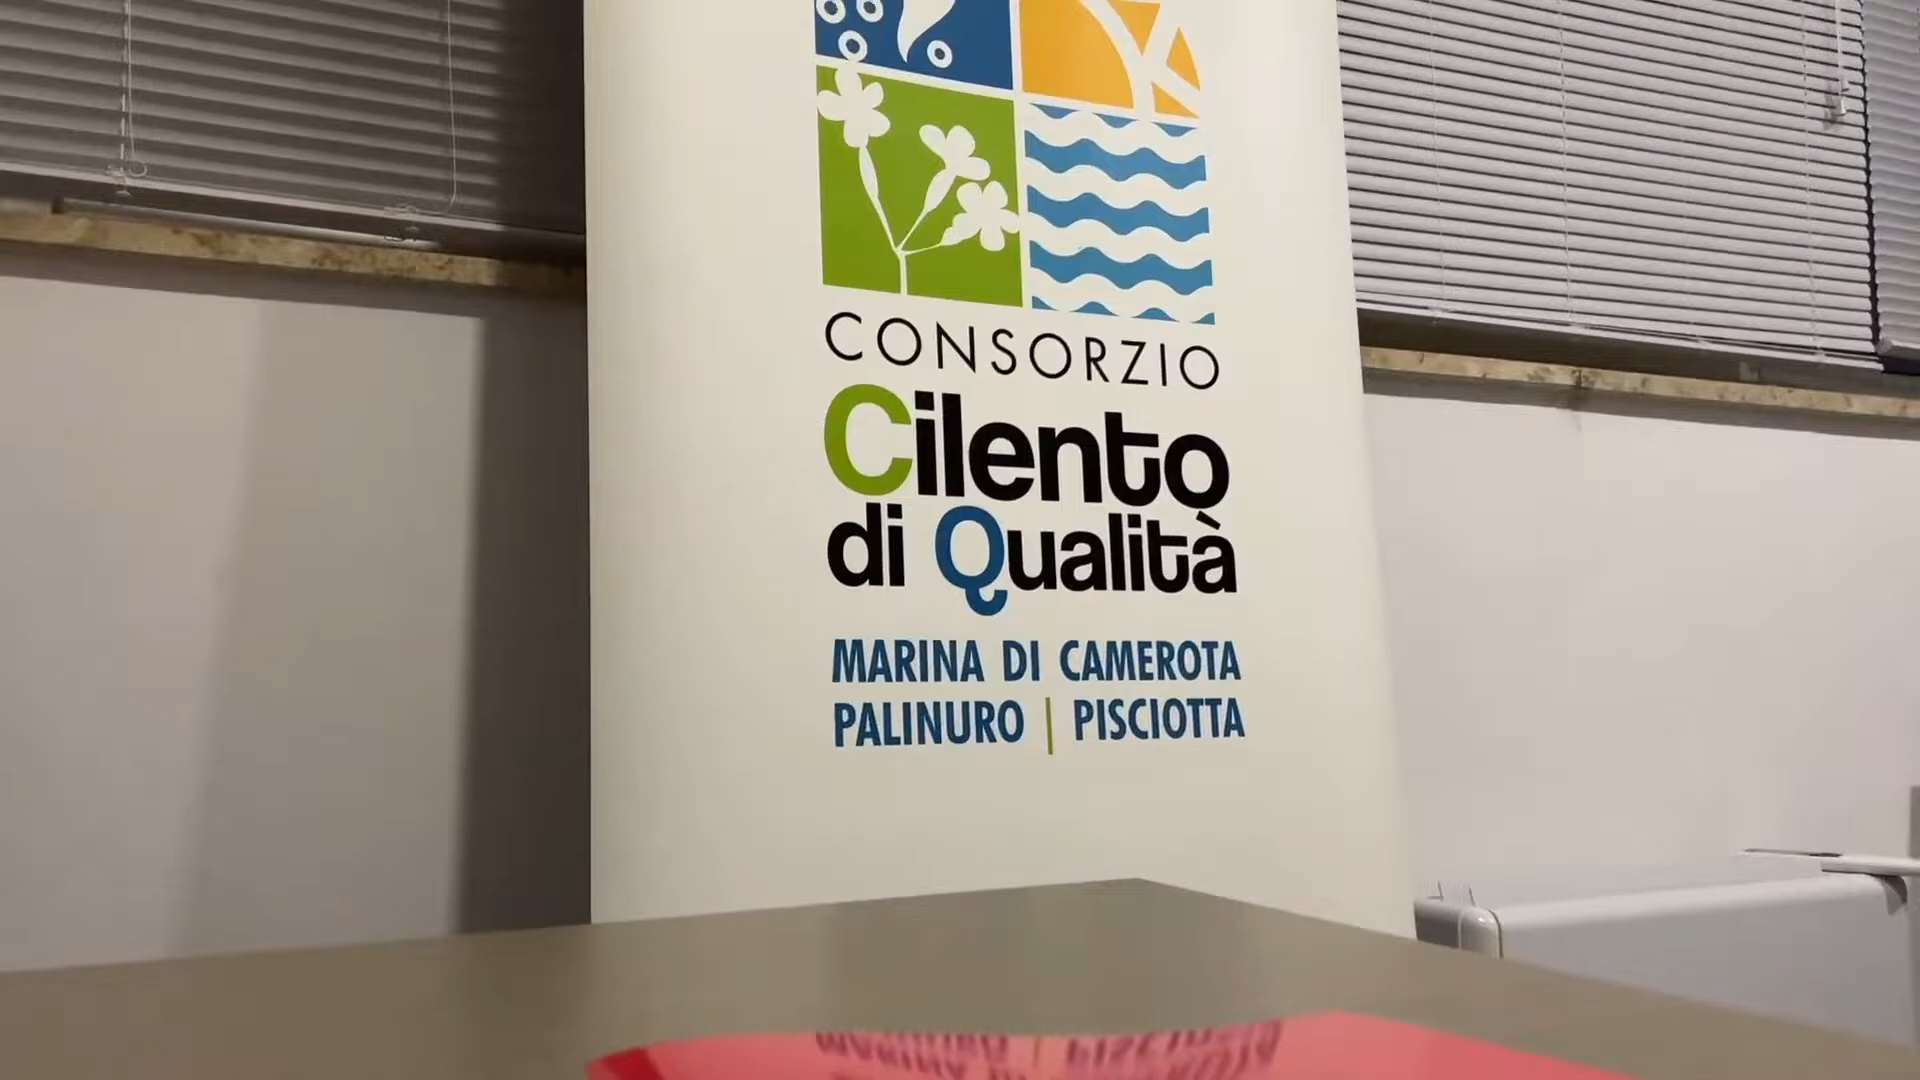 CONSORZIO
Cilento
di Qualità
MARINA DI CAMEROTA
PALINURO | PISCIOTTA